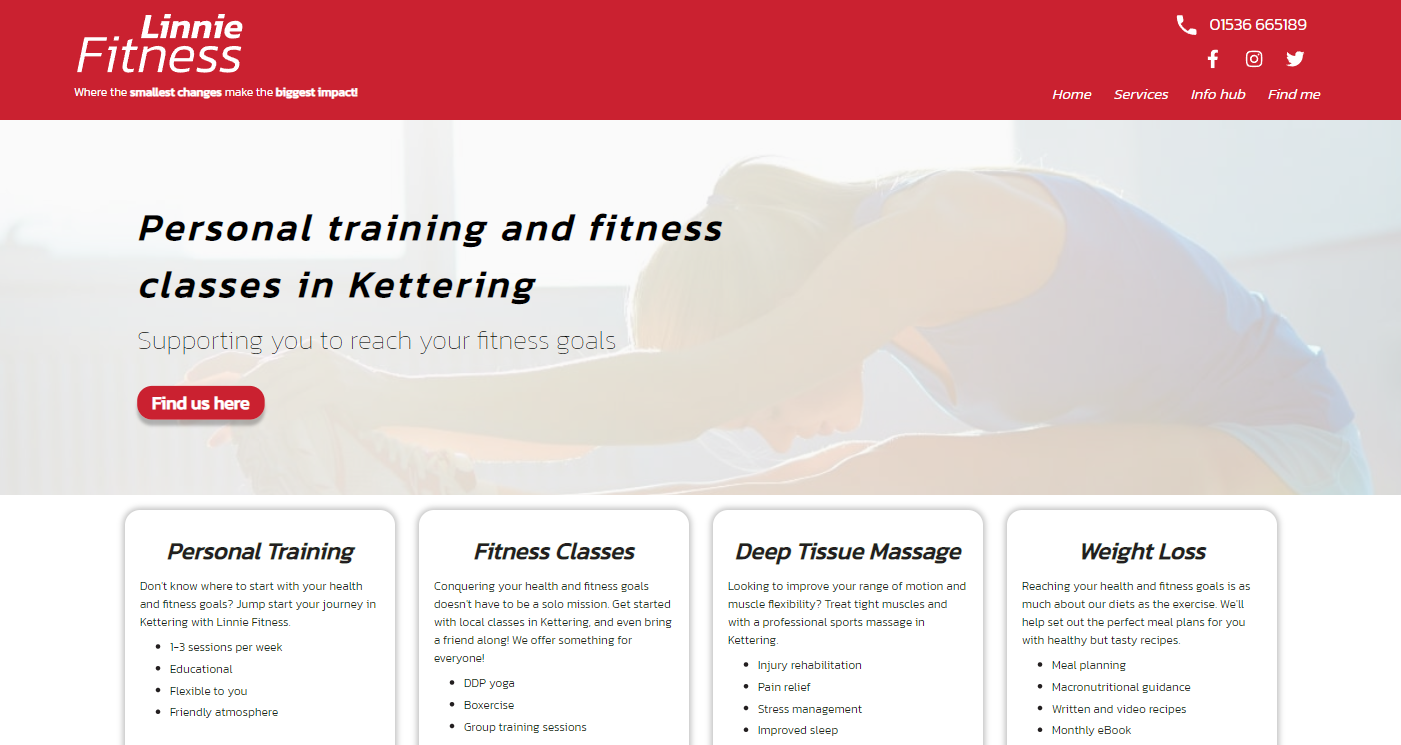 Linnie
Fitness
Where the smallest changes make the biggest impact!
01536 665189
Home Services Info hub Find me
Personal training and fitness
classes in Kettering
Supporting you to reach your fitness goals
Find us here
Personal Training
Don't know where to start with your health
and fitness goals? Jump start your journey in
Kettering with Linnie Fitness.
• 1-3 sessions per week
• Educational
• Flexible to you
• Friendly atmosphere
Fitness Classes
Conquering your health and fitness goals
doesn't have to be a solo mission. Get started
with local classes in Kettering, and even bring
a friend along! We offer something for
everyone!
• DDP yoga
• Boxercise
• Group training sessions
Deep Tissue Massage
Looking to improve your range of motion and
muscle flexibility? Treat tight muscles and
with a professional sports massage in
Kettering.
• Injury rehabilitation
• Pain relief
• Stress management
• Improved sleep
Weight Loss
Reaching your health and fitness goals is as
much about our diets as the exercise. We'll
help set out the perfect meal plans for you
with healthy but tasty recipes.
• Meal planning
• Macronutritional guidance
• Written and video recipes
• Monthly eBook